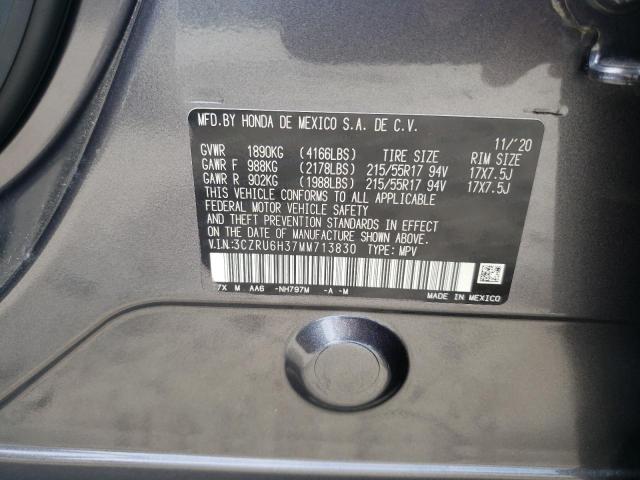 MFD.BY HONDA DE MEXICO S.A. DE C.V.
11/'20
GVWR 1890KG (4166LBS) TIRE SIZE RIM SIZE
GAWR F 988KG (2178LBS) 215/55R17 94V 17X7.5J
GAWR R 902KG (1988LBS) 215/55R17 94V 17X7.5J
THIS VEHICLE CONFORMS TO ALL APPLICABLE
FEDERAL MOTOR VEHICLE SAFETY
AND THEFT PREVENTION STANDARDS IN EFFECT
ON THE DATE OF MANUFACTURE SHOWN ABOVE.
V.I.N:3CZRU6H37MM713830 TYPE: MPV
7X M AA6 -NH797M -A -M
MADE IN MEXICO